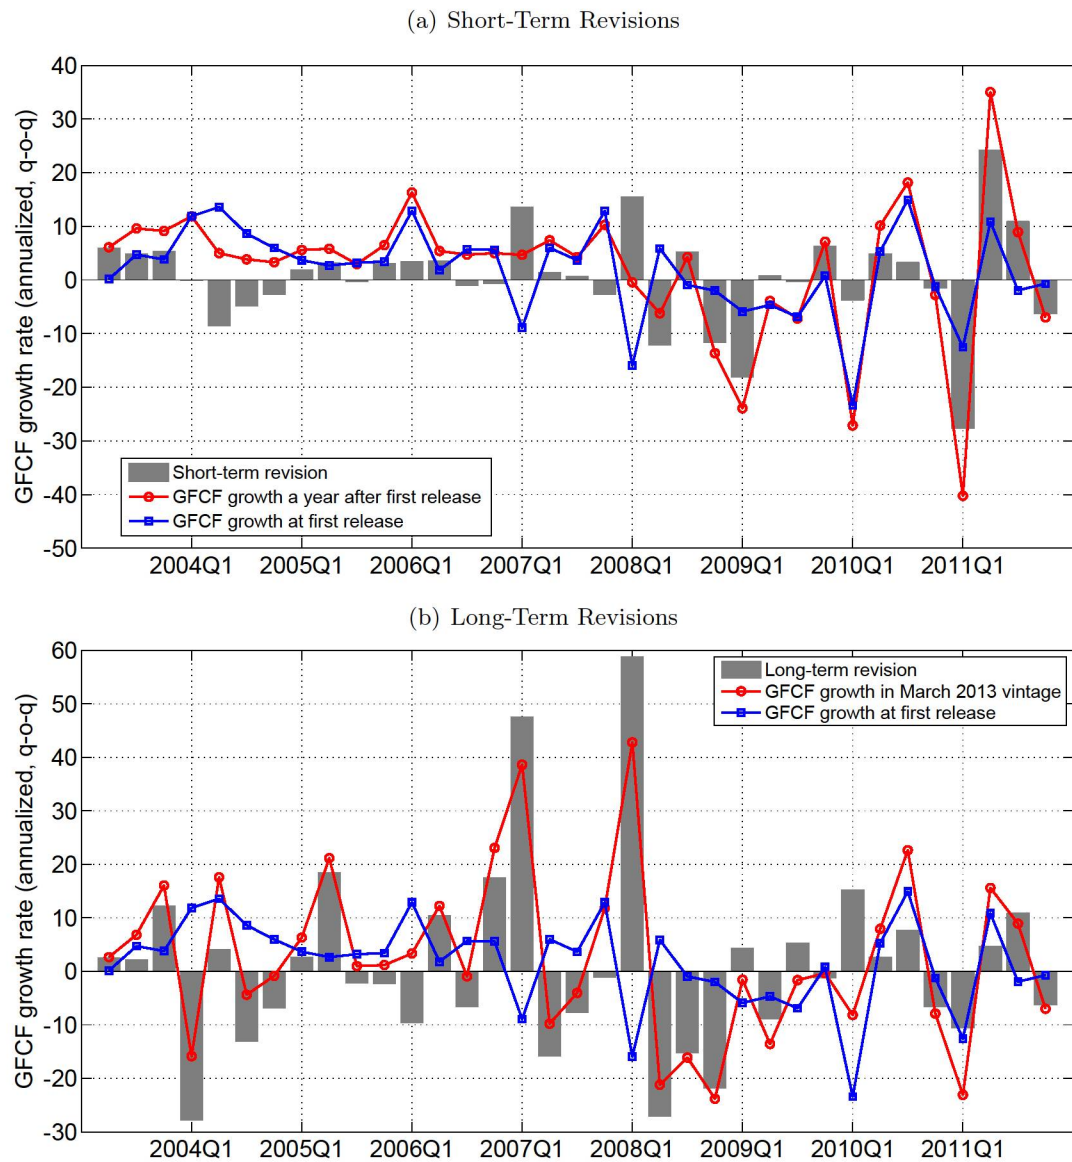 (a) Short-Term Revisions
GFCF growth rate (annualized, q-o-q)
40
30
20
10
0
-10
-20
-30
-40
-50
Short-term revision
GFCF growth a year after first release
GFCF growth at first release
2004Q1 2005Q1 2006Q1 2007Q1 2008Q1 2009Q1 2010Q1 2011Q1
(b) Long-Term Revisions
GFCF growth rate (annualized, q-o-q)
60
50
40
30
20
10
0
-10
-20
-30
Long-term revision
GFCF growth in March 2013 vintage
GFCF growth at first release
2004Q1 2005Q1 2006Q1 2007Q1 2008Q1 2009Q1 2010Q1 2011Q1